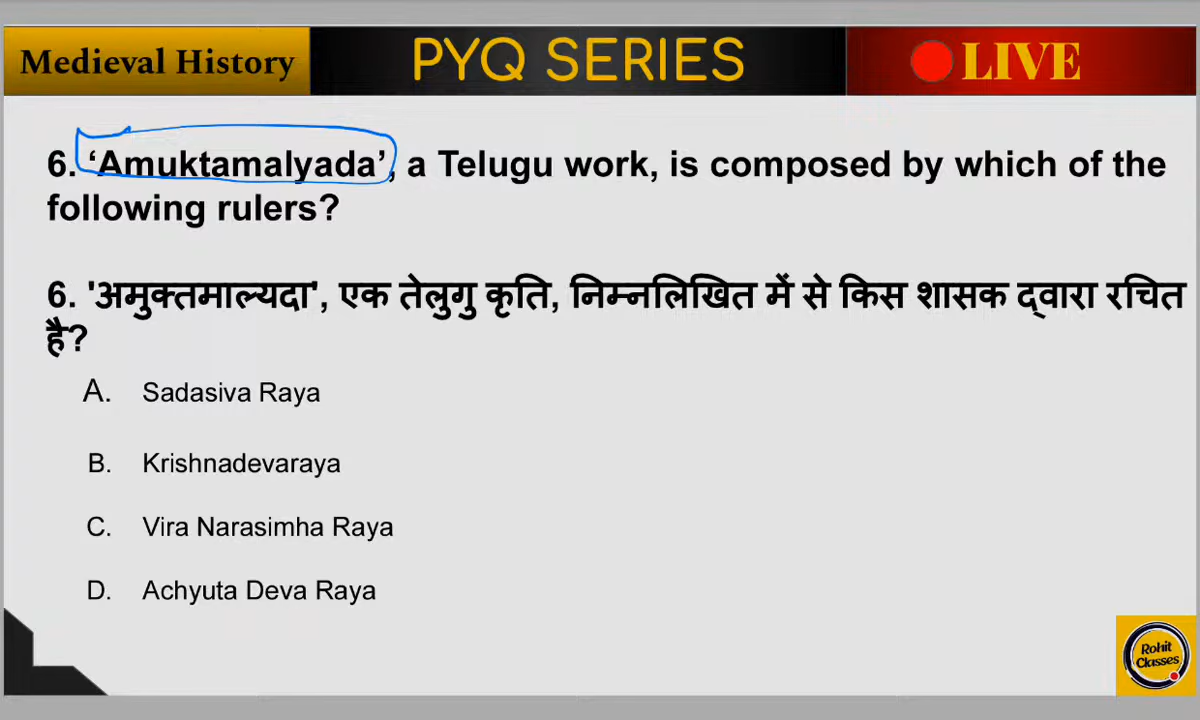 Medieval History
PYQ SERIES
LIVE
6. ‘Amuktamalyada’, a Telugu work, is composed by which of the
following rulers?
6. 'अमुक्तमाल्यदा', एक तेलुगु कृति, निम्नलिखित में से किस शासक द्वारा रचित
है?
A. Sadasiva Raya
B. Krishnadevaraya
C. Vira Narasimha Raya
D. Achyuta Deva Raya
Rohit
Classes